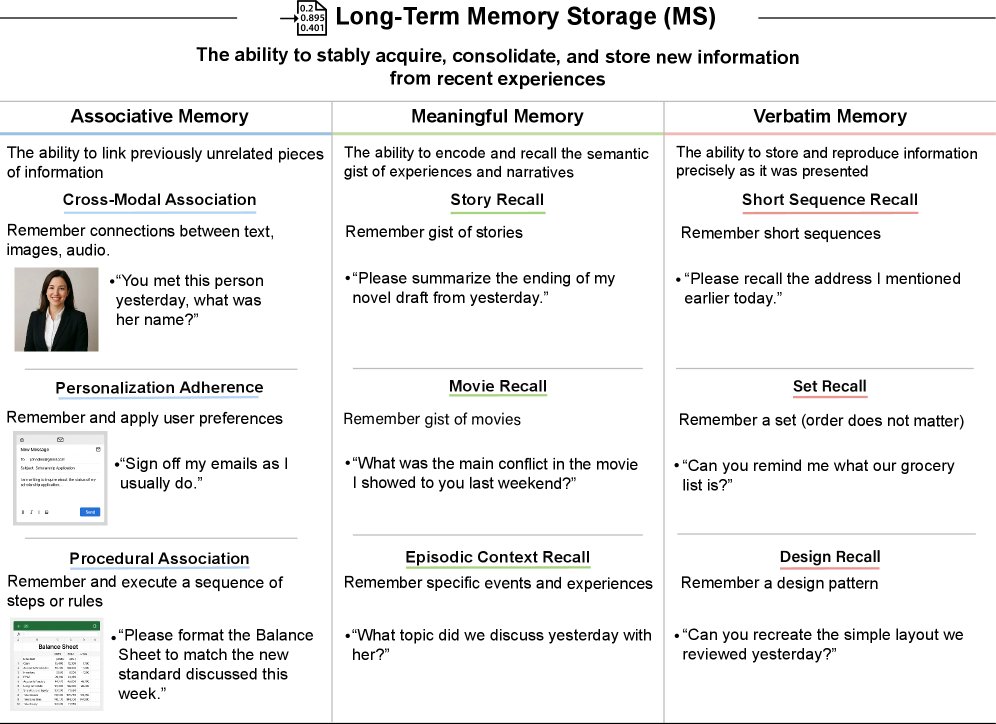 0.2
0.895
0.401
Long-Term Memory Storage (MS)
The ability to stably acquire, consolidate, and store new information
from recent experiences
Associative Memory
The ability to link previously unrelated pieces
of information
Cross-Modal Association
Remember connections between text,
images, audio.
•“You met this person
yesterday, what was
her name?”
Personalization Adherence
Remember and apply user preferences
New Message
Subject Scholarship Application
Send
•“Sign off my emails as I
usually do.”
Procedural Association
Remember and execute a sequence of
steps or rules
Balance Sheet
•“Please format the Balance
Sheet to match the new
standard discussed this
week.”
Meaningful Memory
The ability to encode and recall the semantic
gist of experiences and narratives
Story Recall
Remember gist of stories
•“Please summarize the ending of my
novel draft from yesterday.”
Movie Recall
Remember gist of movies
•“What was the main conflict in the movie
I showed to you last weekend?”
Episodic Context Recall
Remember specific events and experiences
•“What topic did we discuss yesterday with
her?”
Verbatim Memory
The ability to store and reproduce information
precisely as it was presented
Short Sequence Recall
Remember short sequences
•“Please recall the address I mentioned
earlier today.”
Set Recall
Remember a set (order does not matter)
•“Can you remind me what our grocery
list is?”
Design Recall
Remember a design pattern
•“Can you recreate the simple layout we
reviewed yesterday?”